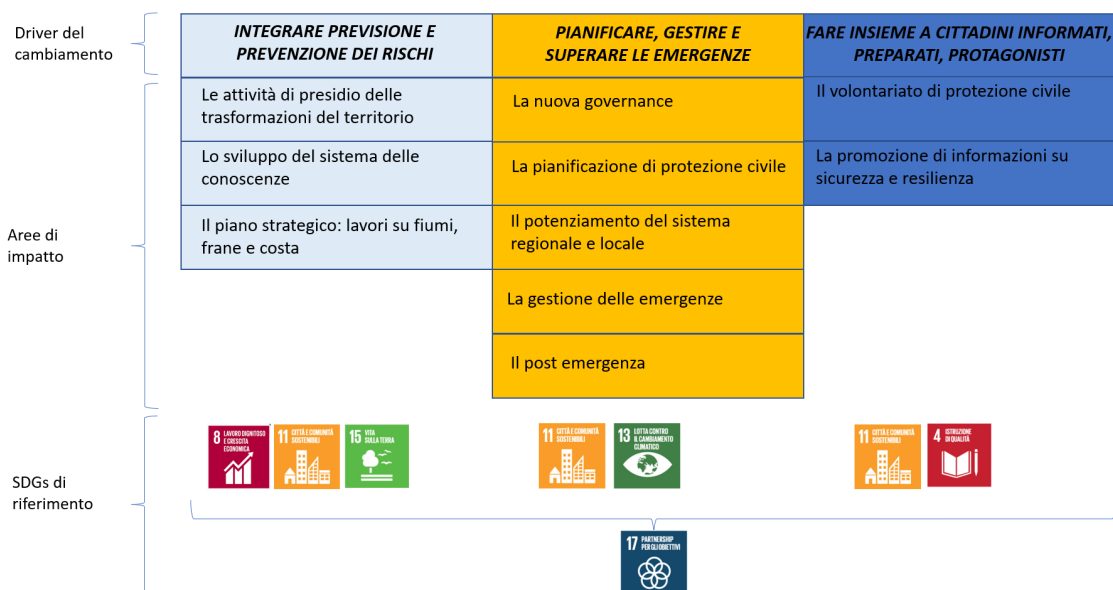 Driver del
cambiamento
INTEGRARE PREVISIONE E
PREVENZIONE DEI RISCHI
PIANIFICARE, GESTIRE E
SUPERARE LE EMERGENZE
FARE INSIEME A CITTADINI INFORMATI,
PREPARATI, PROTAGONISTI
Aree di
impatto
Le attività di presidio delle
trasformazioni del territorio
Lo sviluppo del sistema delle
conoscenze
Il piano strategico: lavori su fiumi,
frane e costa
La nuova governance
La pianificazione di protezione civile
Il potenziamento del sistema
regionale e locale
La gestione delle emergenze
Il post emergenza
Il volontariato di protezione civile
La promozione di informazioni su
sicurezza e resilienza
SDGs di
riferimento
8 LAVORO DIGNITOSO
E CRESCITA
ECONOMICA
11 CITTÀ E COMUNITÀ
SOSTENIBILI
15 VITA
SULLA TERRA
11 CITTÀ E COMUNITÀ
SOSTENIBILI
13 LOTTA CONTRO
IL CAMBIAMENTO
CLIMATICO
11 CITTÀ E COMUNITÀ
SOSTENIBILI
4 ISTRUZIONE
DI QUALITÀ
17 PARTNERSHIP
PER GLI OBIETTIVI